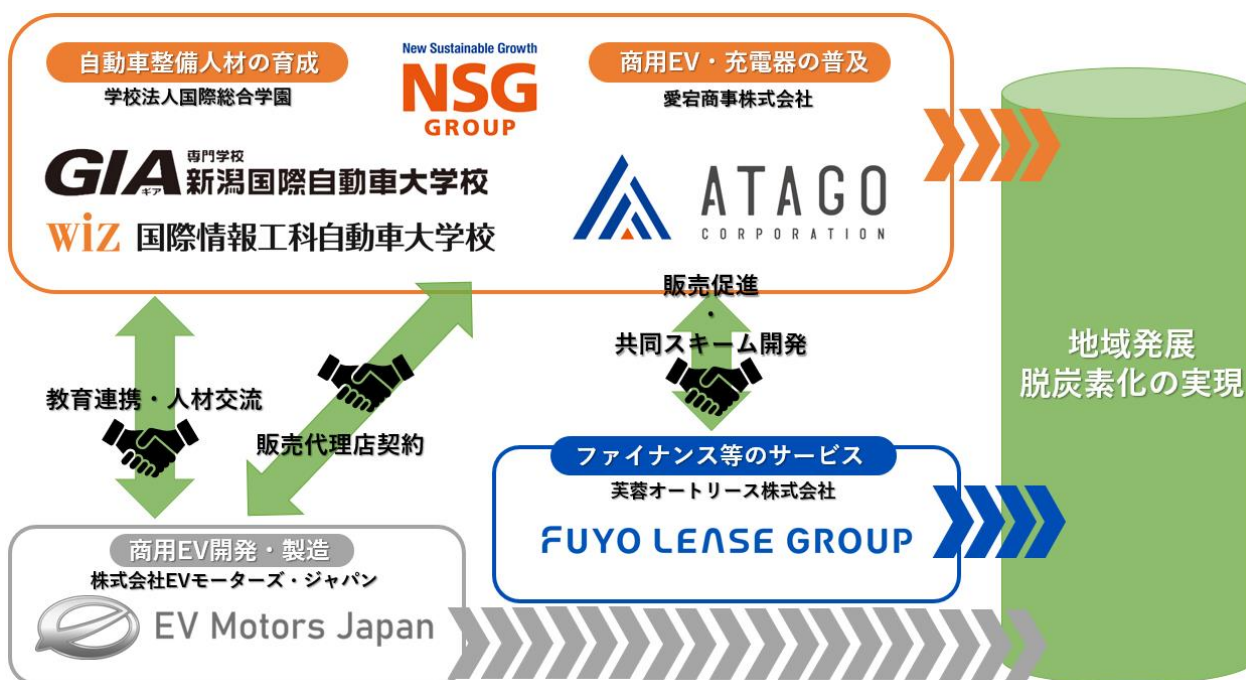 自動車整備人材の育成
学校法人国際総合学園
New Sustainable Growth
NSG
GROUP
商用EV・充電器の普及
愛宕商事株式会社
GIA
ギア
専門学校
新潟国際自動車大学校
WiZ 国際情報工科自動車大学校
ATAGO
CORPORATION
販売促進
・
共同スキーム開発
教育連携・人材交流
販売代理店契約
地域発展
脱炭素化の実現
ファイナンス等のサービス
芙蓉オートリース株式会社
FUYO LEASE GROUP
商用EV開発・製造
株式会社EVモーターズ・ジャパン
EV Motors Japan